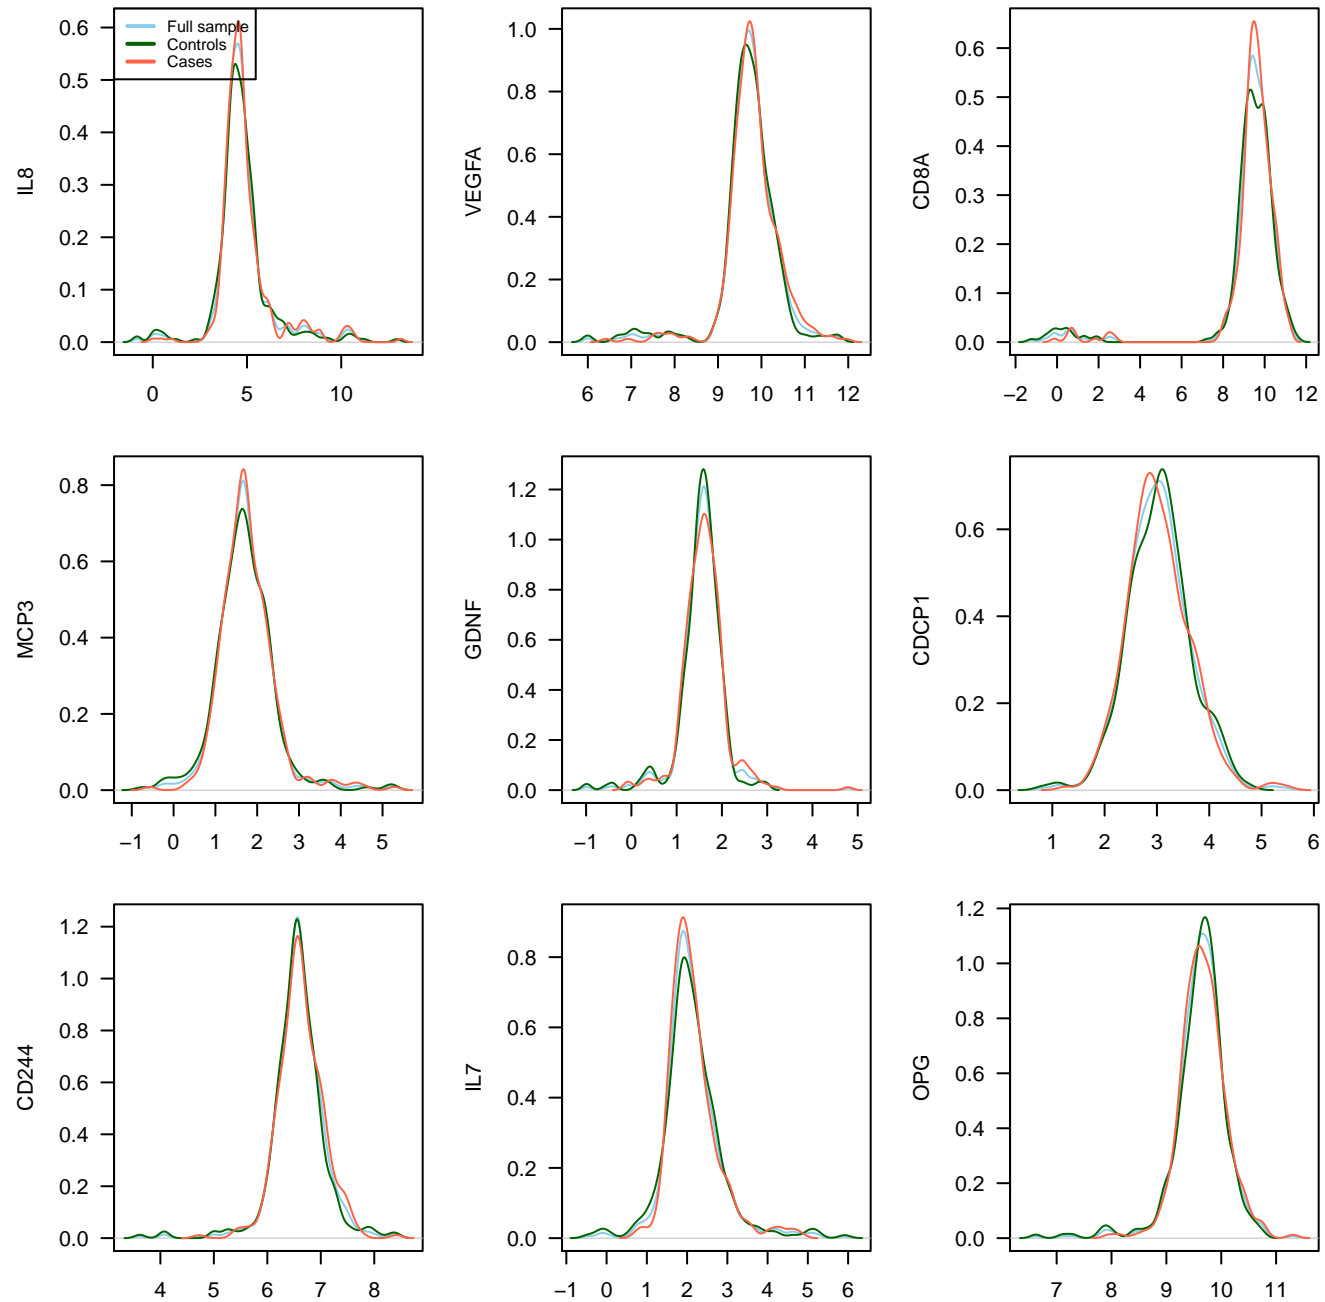 Full sample
Controls
Cases
IL8
0.0 0.1 0.2 0.3 0.4 0.5 0.6
0 5 10
VEGFA
0.0 0.2 0.4 0.6 0.8 1.0
6 7 8 9 10 11 12
CD8A
0.0 0.1 0.2 0.3 0.4 0.5 0.6
−2 0 2 4 6 8 10 12
MCP3
0.0 0.2 0.4 0.6 0.8
−1 0 1 2 3 4 5
GDNF
0.0 0.2 0.4 0.6 0.8 1.0 1.2
−1 0 1 2 3 4 5
CDCP1
0.0 0.2 0.4 0.6
1 2 3 4 5 6
CD244
0.0 0.2 0.4 0.6 0.8 1.0 1.2
4 5 6 7 8
IL7
0.0 0.2 0.4 0.6 0.8
−1 0 1 2 3 4 5 6
OPG
0.0 0.2 0.4 0.6 0.8 1.0 1.2
7 8 9 10 11